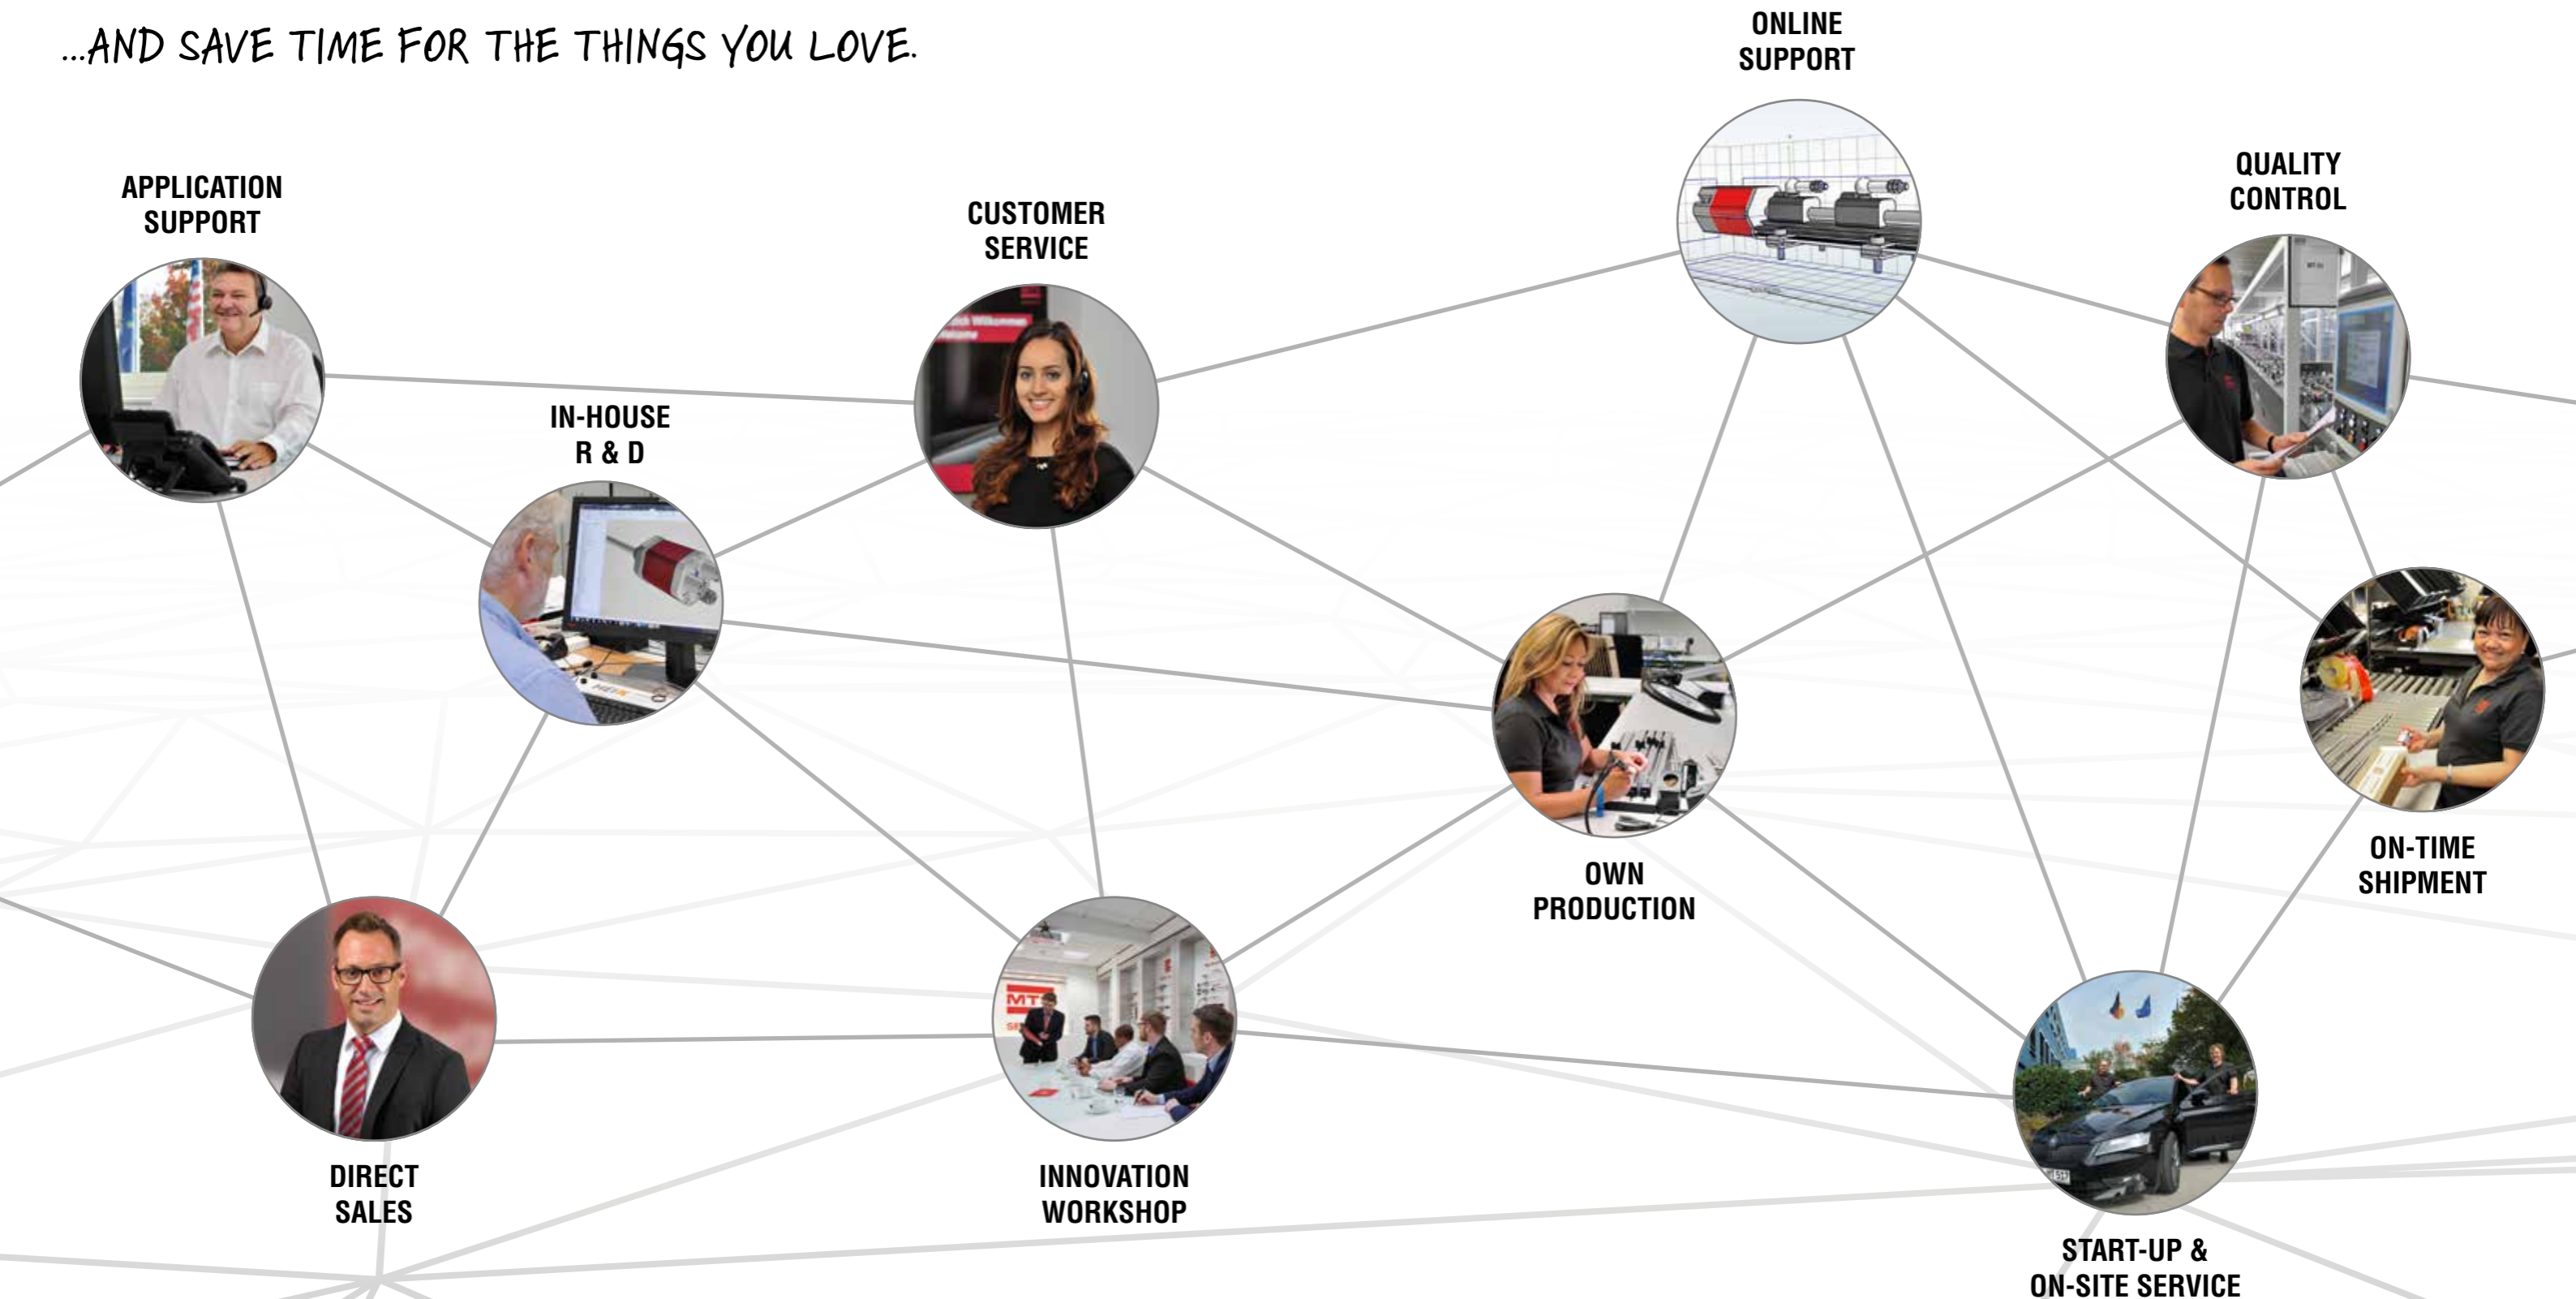 ...AND SAVE TIME FOR THE THINGS YOU LOVE.
ONLINE
SUPPORT
QUALITY
CONTROL
APPLICATION
SUPPORT
CUSTOMER
SERVICE
IN-HOUSE
R & D
OWN
PRODUCTION
ON-TIME
SHIPMENT
MTS
DIRECT
SALES
INNOVATION
WORKSHOP
START-UP &
ON-SITE SERVICE